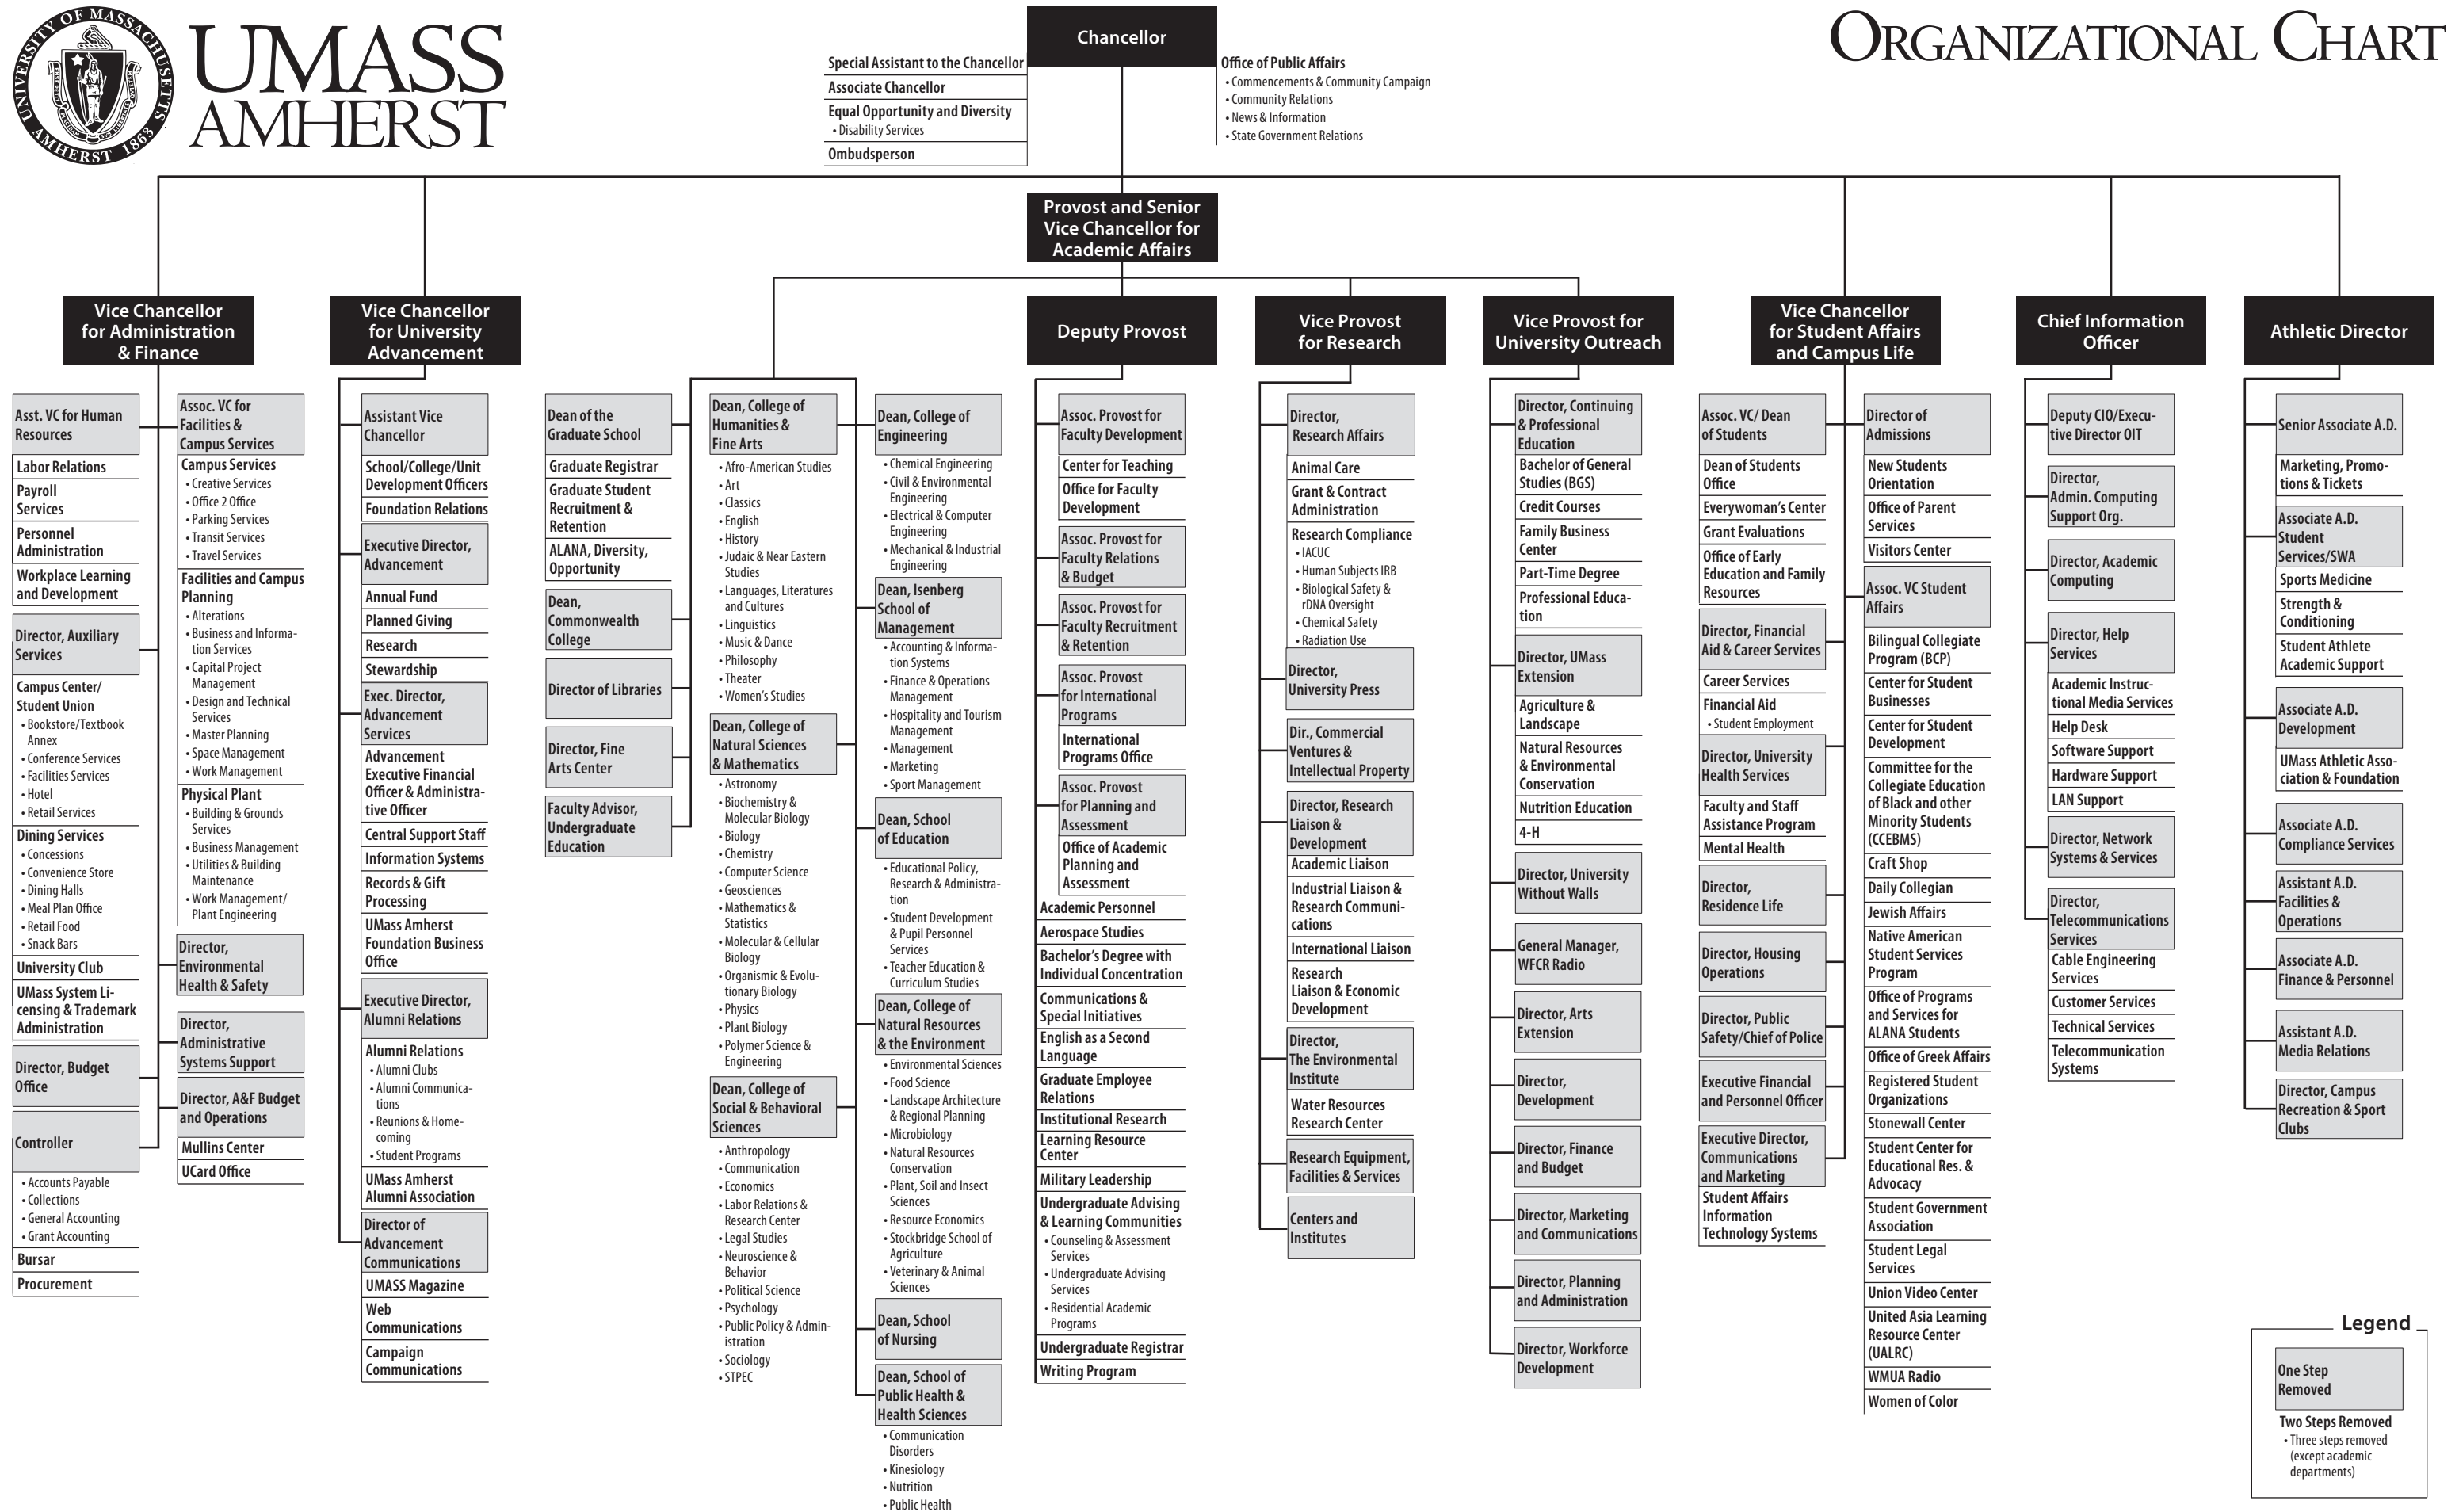 UNIVERSITY OF MASSACHUSETTS
AMHERST 1863
UMASS
AMHERST
ORGANIZATIONAL CHART
Chancellor
Special Assistant to the Chancellor
Associate Chancellor
Equal Opportunity and Diversity
• Disability Services
Ombudsperson
Office of Public Affairs
• Commencements & Community Campaign
• Community Relations
• News & Information
• State Government Relations
Provost and Senior
Vice Chancellor for
Academic Affairs
Vice Chancellor
for Administration
& Finance
Asst. VC for Human
Resources
Labor Relations
Payroll
Services
Personnel
Administration
Workplace Learning
and Development
Director, Auxiliary
Services
Campus Center/
Student Union
• Bookstore/Textbook
Annex
• Conference Services
• Facilities Services
• Hotel
• Retail Services
Dining Services
• Concessions
• Convenience Store
• Dining Halls
• Meal Plan Office
• Retail Food
• Snack Bars
University Club
UMass System Li-
censing & Trademark
Administration
Director, Budget
Office
Controller
• Accounts Payable
• Collections
• General Accounting
• Grant Accounting
Bursar
Procurement
Assoc. VC for
Facilities &
Campus Services
Campus Services
• Creative Services
• Office 2 Office
• Parking Services
• Transit Services
• Travel Services
Facilities and Campus
Planning
• Alterations
• Business and Informa-
tion Services
• Capital Project
Management
• Design and Technical
Services
• Master Planning
• Space Management
• Work Management
Physical Plant
• Building & Grounds
Services
• Business Management
• Utilities & Building
Maintenance
• Work Management/
Plant Engineering
Director,
Environmental
Health & Safety
Director,
Administrative
Systems Support
Director, A&F Budget
and Operations
Mullins Center
UCard Office
Vice Chancellor
for University
Advancement
Assistant Vice
Chancellor
School/College/Unit
Development Officers
Foundation Relations
Executive Director,
Advancement
Annual Fund
Planned Giving
Research
Stewardship
Exec. Director,
Advancement
Services
Advancement
Executive Financial
Officer & Administra-
tive Officer
Central Support Staff
Information Systems
Records & Gift
Processing
UMass Amherst
Foundation Business
Office
Executive Director,
Alumni Relations
Alumni Relations
• Alumni Clubs
• Alumni Communica-
tions
• Reunions & Home-
coming
• Student Programs
UMass Amherst
Alumni Association
Director of
Advancement
Communications
UMASS Magazine
Web
Communications
Campaign
Communications
Dean of the
Graduate School
Graduate Registrar
Graduate Student
Recruitment &
Retention
ALANA, Diversity,
Opportunity
Dean,
Commonwealth
College
Director of Libraries
Director, Fine
Arts Center
Faculty Advisor,
Undergraduate
Education
Dean, College of
Humanities &
Fine Arts
• Afro-American Studies
• Art
• Classics
• English
• History
• Judaic & Near Eastern
Studies
• Languages, Literatures
and Cultures
• Linguistics
• Music & Dance
• Philosophy
• Theater
• Women's Studies
Dean, College of
Natural Sciences
& Mathematics
• Astronomy
• Biochemistry &
Molecular Biology
• Biology
• Chemistry
• Computer Science
• Geosciences
• Mathematics &
Statistics
• Molecular & Cellular
Biology
• Organismic & Evolu-
tionary Biology
• Physics
• Plant Biology
• Polymer Science &
Engineering
Dean, College of
Social & Behavioral
Sciences
• Anthropology
• Communication
• Economics
• Labor Relations &
Research Center
• Legal Studies
• Neuroscience &
Behavior
• Political Science
• Psychology
• Public Policy & Admin-
istration
• Sociology
• STPEC
Dean, College of
Engineering
• Chemical Engineering
• Civil & Environmental
Engineering
• Electrical & Computer
Engineering
• Mechanical & Industrial
Engineering
Dean, Isenberg
School of
Management
• Accounting & Informa-
tion Systems
• Finance & Operations
Management
• Hospitality and Tourism
Management
• Management
• Marketing
• Sport Management
Dean, School
of Education
• Educational Policy,
Research & Administra-
tion
• Student Development
& Pupil Personnel
Services
• Teacher Education &
Curriculum Studies
Dean, College of
Natural Resources
& the Environment
• Environmental Sciences
• Food Science
• Landscape Architecture
& Regional Planning
• Microbiology
• Natural Resources
Conservation
• Plant, Soil and Insect
Sciences
• Resource Economics
• Stockbridge School of
Agriculture
• Veterinary & Animal
Sciences
Dean, School
of Nursing
Dean, School of
Public Health &
Health Sciences
• Communication
Disorders
• Kinesiology
• Nutrition
• Public Health
Deputy Provost
Assoc. Provost for
Faculty Development
Center for Teaching
Office for Faculty
Development
Assoc. Provost for
Faculty Relations
& Budget
Assoc. Provost for
Faculty Recruitment
& Retention
Assoc. Provost
for International
Programs
International
Programs Office
Assoc. Provost
for Planning and
Assessment
Office of Academic
Planning and
Assessment
Academic Personnel
Aerospace Studies
Bachelor's Degree with
Individual Concentration
Communications &
Special Initiatives
English as a Second
Language
Graduate Employee
Relations
Institutional Research
Learning Resource
Center
Military Leadership
Undergraduate Advising
& Learning Communities
• Counseling & Assessment
Services
• Undergraduate Advising
Services
• Residential Academic
Programs
Undergraduate Registrar
Writing Program
Vice Provost
for Research
Director,
Research Affairs
Animal Care
Grant & Contract
Administration
Research Compliance
• IACUC
• Human Subjects IRB
• Biological Safety &
rDNA Oversight
• Chemical Safety
• Radiation Use
Director,
University Press
Dir., Commercial
Ventures &
Intellectual Property
Director, Research
Liaison &
Development
Academic Liaison
Industrial Liaison &
Research Communi-
cations
International Liaison
Research
Liaison & Economic
Development
Director,
The Environmental
Institute
Water Resources
Research Center
Research Equipment,
Facilities & Services
Centers and
Institutes
Vice Provost for
University Outreach
Director, Continuing
& Professional
Education
Bachelor of General
Studies (BGS)
Credit Courses
Family Business
Center
Part-Time Degree
Professional Educa-
tion
Director, UMass
Extension
Agriculture &
Landscape
Natural Resources
& Environmental
Conservation
Nutrition Education
4-H
Director, University
Without Walls
General Manager,
WFCR Radio
Director, Arts
Extension
Director,
Development
Director, Finance
and Budget
Director, Marketing
and Communications
Director, Planning
and Administration
Director, Workforce
Development
Vice Chancellor
for Student Affairs
and Campus Life
Assoc. VC/ Dean
of Students
Dean of Students
Office
Everywoman's Center
Grant Evaluations
Office of Early
Education and Family
Resources
Director, Financial
Aid & Career Services
Career Services
Financial Aid
• Student Employment
Director, University
Health Services
Faculty and Staff
Assistance Program
Mental Health
Director,
Residence Life
Director, Housing
Operations
Director, Public
Safety/Chief of Police
Executive Financial
and Personnel Officer
Executive Director,
Communications
and Marketing
Student Affairs
Information
Technology Systems
Director of
Admissions
New Students
Orientation
Office of Parent
Services
Visitors Center
Assoc. VC Student
Affairs
Bilingual Collegiate
Program (BCP)
Center for Student
Businesses
Center for Student
Development
Committee for the
Collegiate Education
of Black and other
Minority Students
(CCEBMS)
Craft Shop
Daily Collegian
Jewish Affairs
Native American
Student Services
Program
Office of Programs
and Services for
ALANA Students
Office of Greek Affairs
Registered Student
Organizations
Stonewall Center
Student Center for
Educational Res. &
Advocacy
Student Government
Association
Student Legal
Services
Union Video Center
United Asia Learning
Resource Center
(UALRC)
WMUA Radio
Women of Color
Chief Information
Officer
Deputy CIO/Execu-
tive Director OIT
Director,
Admin. Computing
Support Org.
Director, Academic
Computing
Director, Help
Services
Academic Instruc-
tional Media Services
Help Desk
Software Support
Hardware Support
LAN Support
Director, Network
Systems & Services
Director,
Telecommunications
Services
Cable Engineering
Services
Customer Services
Technical Services
Telecommunication
Systems
Athletic Director
Senior Associate A.D.
Marketing, Promo-
tions & Tickets
Associate A.D.
Student
Services/SWA
Sports Medicine
Strength &
Conditioning
Student Athlete
Academic Support
Associate A.D.
Development
UMass Athletic Asso-
ciation & Foundation
Associate A.D.
Compliance Services
Assistant A.D.
Facilities &
Operations
Associate A.D.
Finance & Personnel
Assistant A.D.
Media Relations
Director, Campus
Recreation & Sport
Clubs
Legend
One Step
Removed
Two Steps Removed
• Three steps removed
(except academic
departments)